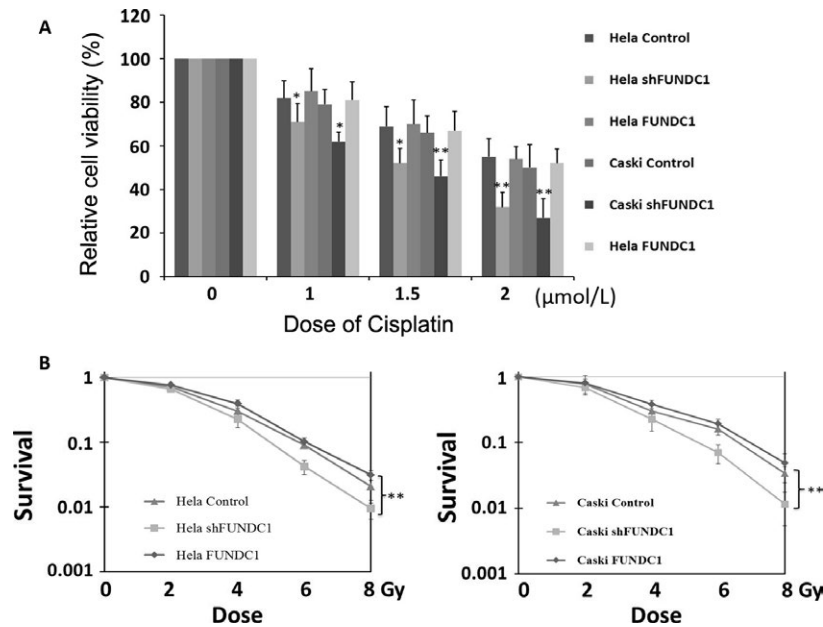 A
Relative cell viability (%)
120
100
80
60
40
20
0
*
*
*
**
**
**
0
1
1.5
2
(μmol/L)
Dose of Cisplatin
Hela Control
Hela shFUNDC1
Hela FUNDC1
Caski Control
Caski shFUNDC1
Hela FUNDC1
B
Survival
1
0.1
0.01
0.001
Hela Control
Hela shFUNDC1
Hela FUNDC1
**
0
2
4
6
8
Gy
Dose
Survival
1
0.1
0.01
0.001
Caski Control
Caski shFUNDC1
Caski FUNDC1
**
0
2
4
6
8
Gy
Dose